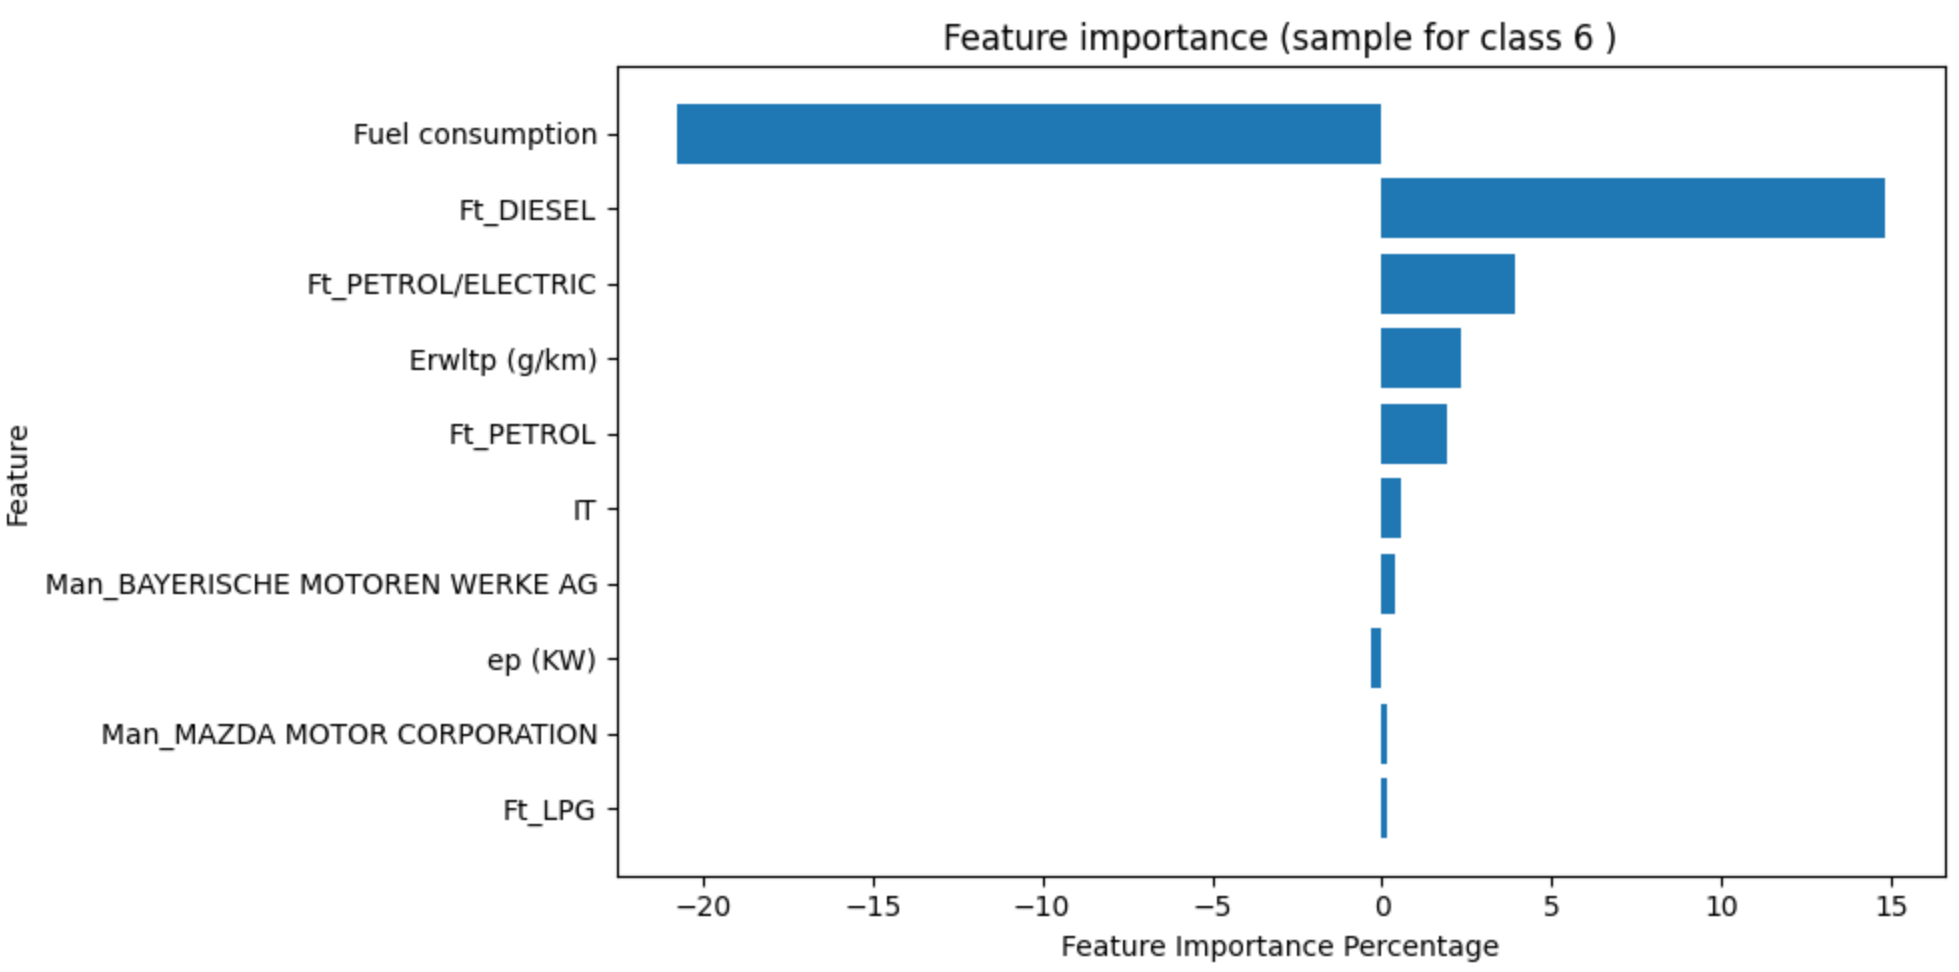 Feature importance (sample for class 6 )
Feature
Fuel consumption
Ft_DIESEL
Ft_PETROL/ELECTRIC
Erwltp (g/km)
Ft_PETROL
IT
Man_BAYERISCHE MOTOREN WERKE AG
ep (KW)
Man_MAZDA MOTOR CORPORATION
Ft_LPG
−20 −15 −10 −5 0 5 10 15
Feature Importance Percentage